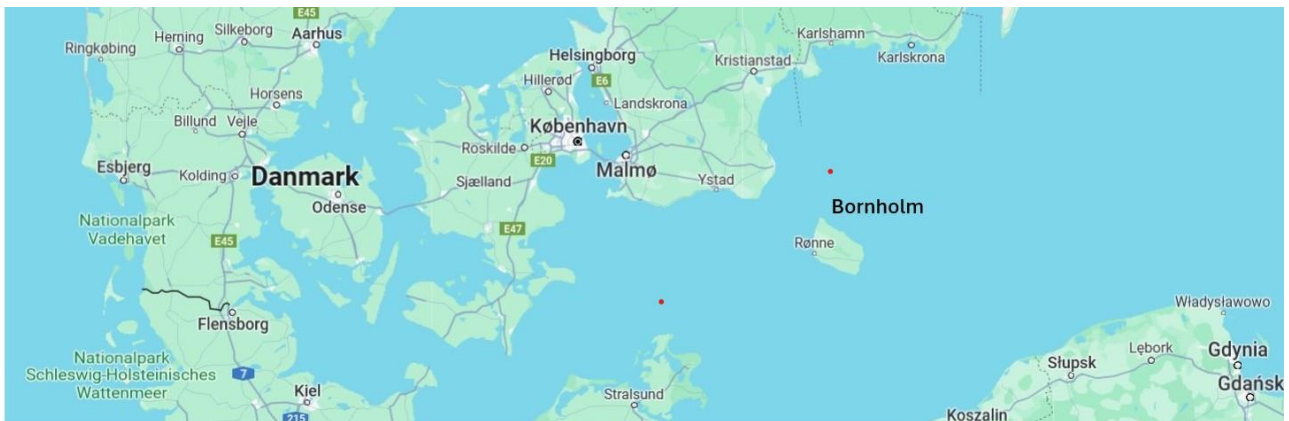 E45
Karlshamn
Karlskrona
Ringkøbing
Herning
Silkeborg
Aarhus
Helsingborg
Kristianstad
Hillerød
E6
Landskrona
Horsens
Billund
Vejle
København
Roskilde
E20
Malmø
Esbjerg
Kolding
Danmark
Odense
Sjælland
Ystad
Bornholm
Nationalpark
Vadehavet
E45
E47
Rønne
Flensborg
Władysławowo
Nationalpark
Schleswig-Holsteinisches
Wattenmeer
7
Kiel
215
Stralsund
Słupsk
Lębork
Gdynia
Gdańsk
Koszalin